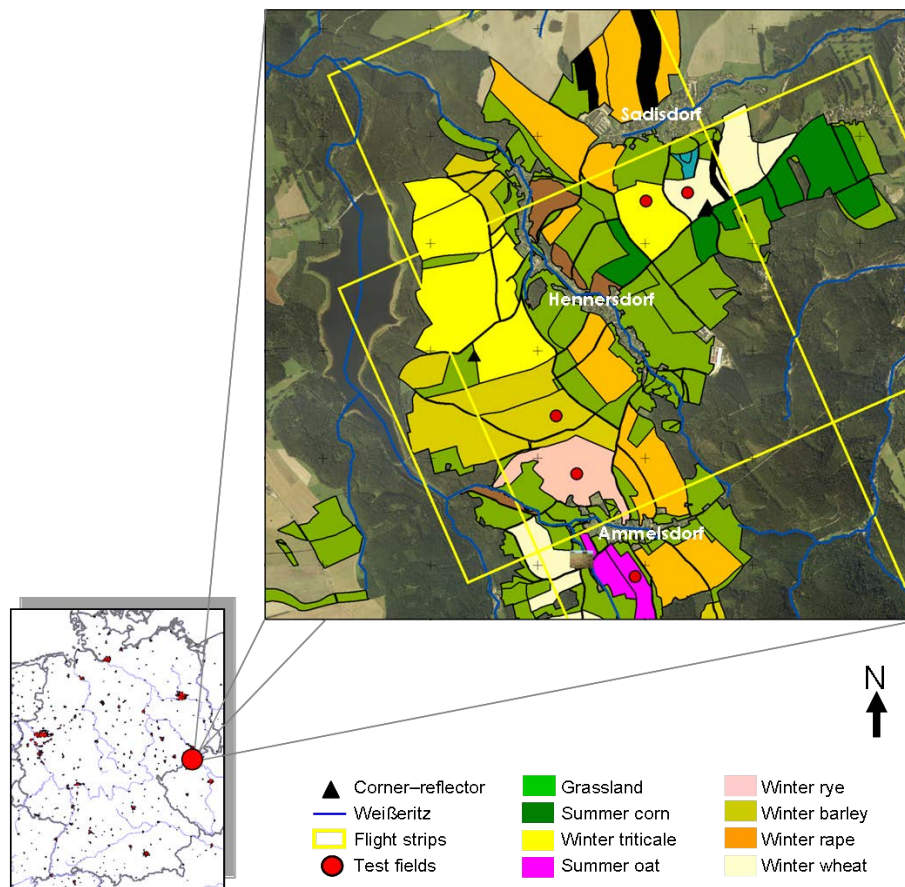 Sadisdorf
Hennersdorf
Ammelsdorf
N
Corner–reflector
Weißeritz
Flight strips
Test fields
Grassland
Summer corn
Winter triticale
Summer oat
Winter rye
Winter barley
Winter rape
Winter wheat